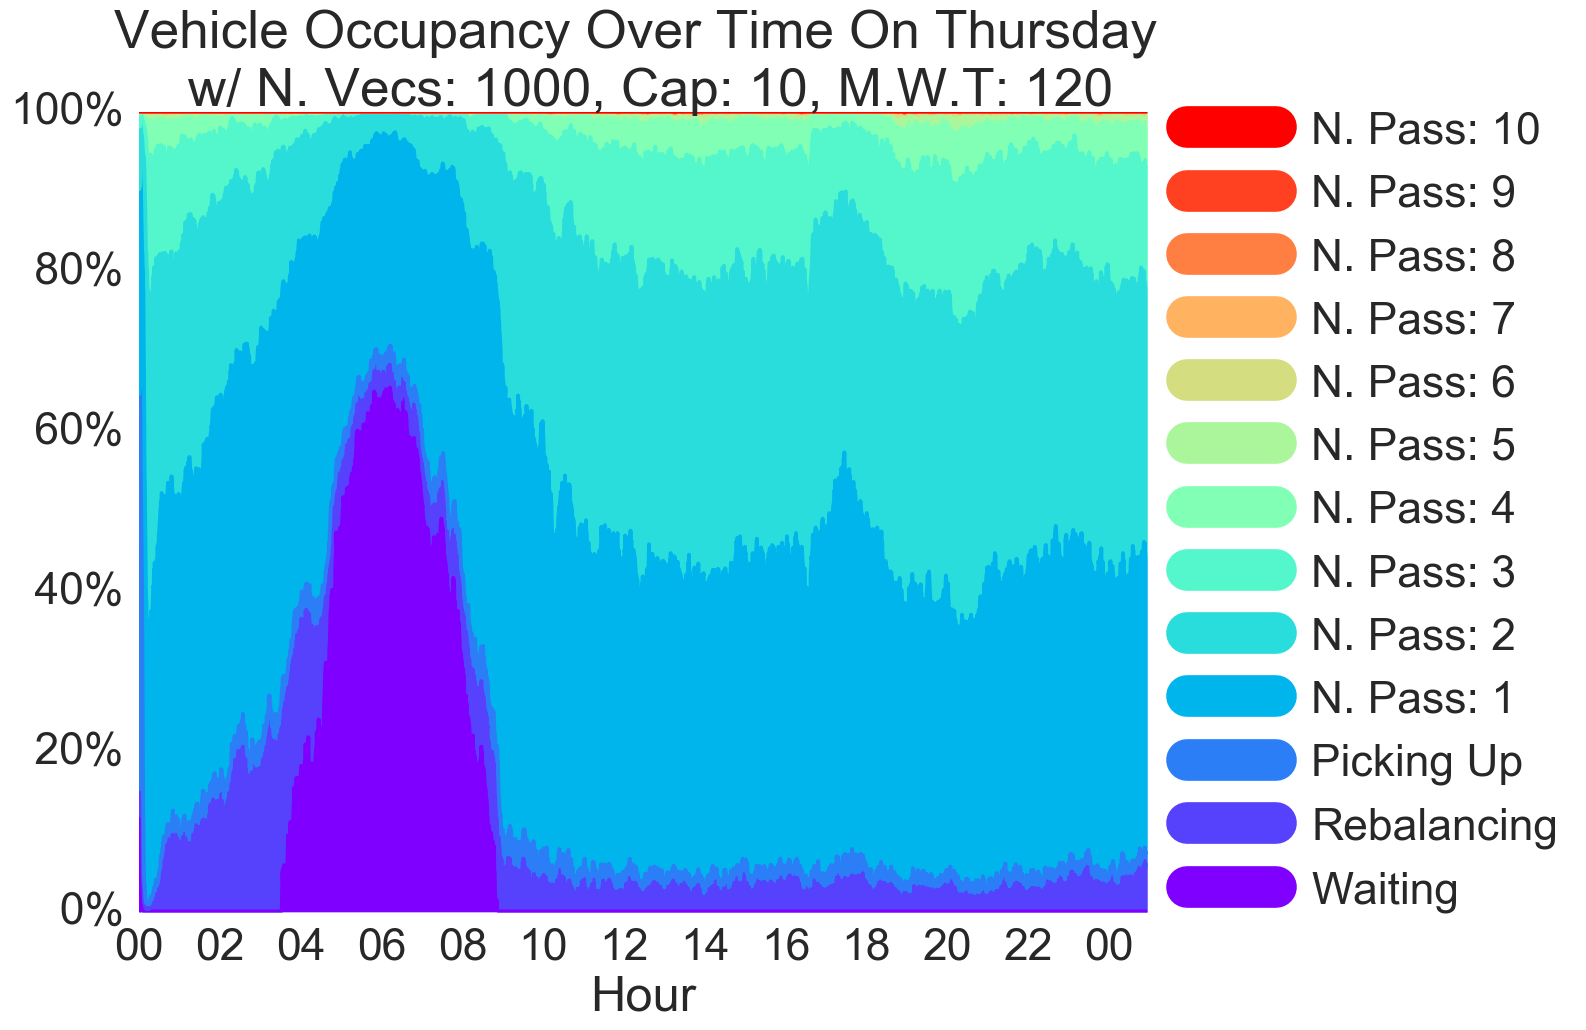 Vehicle Occupancy Over Time On Thursday
w/ N. Vecs: 1000, Cap: 10, M.W.T: 120
100%
80%
60%
40%
20%
0%
00 02 04 06 08 10 12 14 16 18 20 22 00
Hour
N. Pass: 10
N. Pass: 9
N. Pass: 8
N. Pass: 7
N. Pass: 6
N. Pass: 5
N. Pass: 4
N. Pass: 3
N. Pass: 2
N. Pass: 1
Picking Up
Rebalancing
Waiting